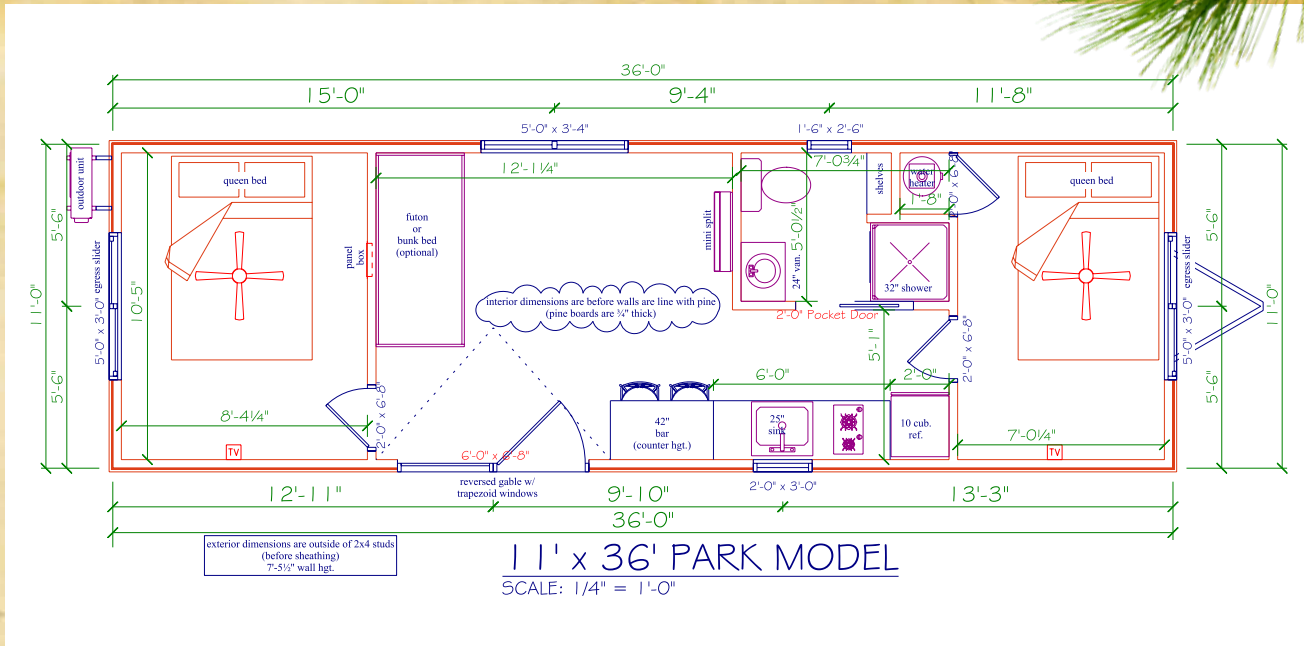 36'-0"
15'-0"
9'-4"
11'-8"
5'-0" x 3'-4"
1'-6" x 2'-6"
outdoor unit
queen bed
12'-1¼"
7'-0¾"
shelves
water
heater
1'-8"
2'-0" x 6'-8"
queen bed
11'-0"
5'-6"
5'-6"
egress slider
5'-0" x 3'-0"
10'-5"
panel
box
futon
or
bunk bed
(optional)
mini split
24" van.
5'-0½"
32" shower
egress slider
5'-0" x 3'-0"
5'-6"
5'-6"
11'-0"
interior dimensions are before walls are line with pine
(pine boards are ¾" thick)
2'-0" Pocket Door
5'-1"
2'-0" x 6'-8"
6'-0"
2'-0"
8'-4¼"
2'-0" x 6'-8"
TV
42"
bar
(counter hgt.)
25"
sink
10 cub.
ref.
7'-0¼"
TV
6'-0" x 6'-8"
reversed gable w/
trapezoid windows
2'-0" x 3'-0"
12'-11"
9'-10"
13'-3"
36'-0"
exterior dimensions are outside of 2x4 studs
(before sheathing)
7'-5½" wall hgt.
11' x 36' PARK MODEL
SCALE: 1/4" = 1'-0"